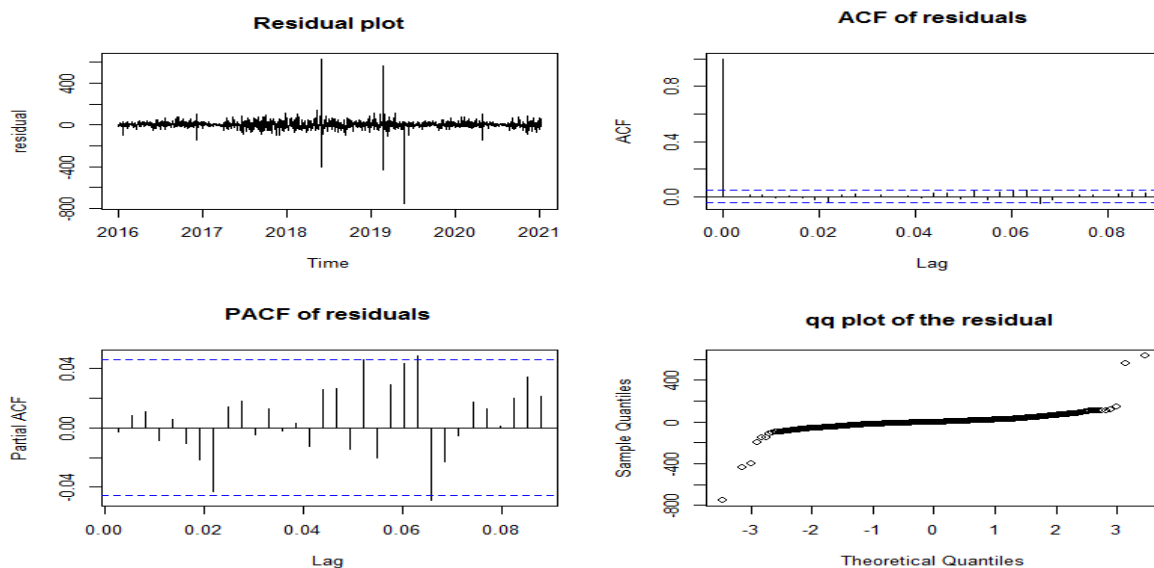 Residual plot
residual
400
0
-400
-800
2016 2017 2018 2019 2020 2021
Time
ACF of residuals
ACF
0.8
0.4
0.0
0.00 0.02 0.04 0.06 0.08
Lag
PACF of residuals
Partial ACF
0.04
0.00
-0.04
0.00 0.02 0.04 0.06 0.08
Lag
qq plot of the residual
Sample Quantiles
400
0
-400
-800
-3 -2 -1 0 1 2 3
Theoretical Quantiles